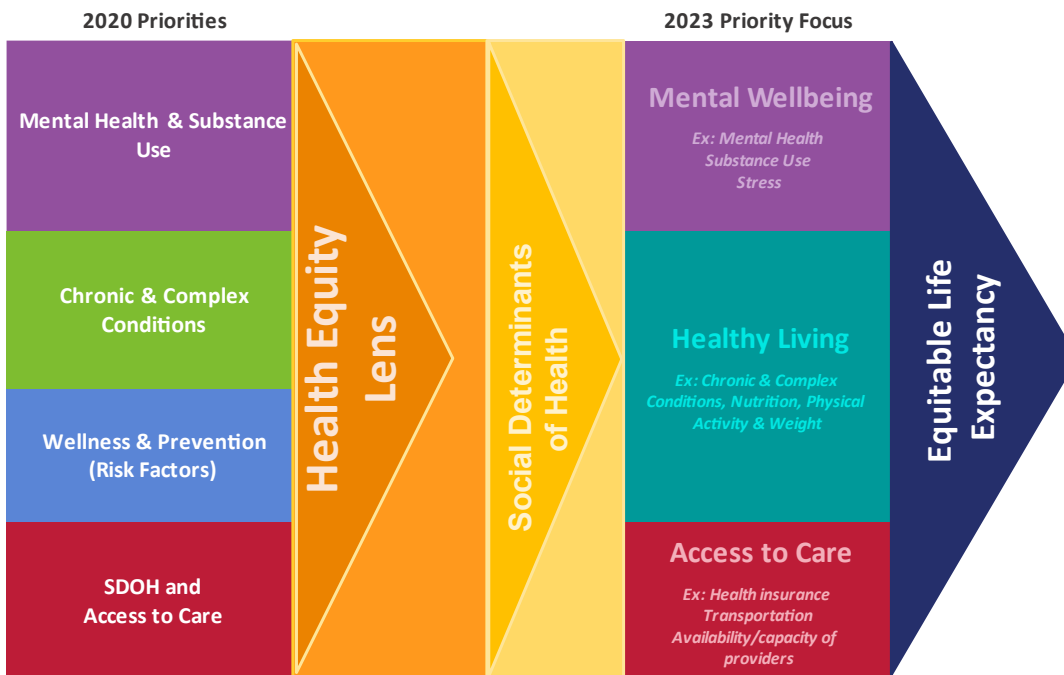 2020 Priorities
2023 Priority Focus
Mental Health & Substance
Use
Chronic & Complex
Conditions
Wellness & Prevention
(Risk Factors)
SDOH and
Access to Care
Health Equity
Lens
Social Determinants
of Health
Mental Wellbeing
Ex: Mental Health
Substance Use
Stress
Healthy Living
Ex: Chronic & Complex
Conditions, Nutrition, Physical
Activity & Weight
Access to Care
Ex: Health insurance
Transportation
Availability/capacity of
providers
Equitable Life
Expectancy